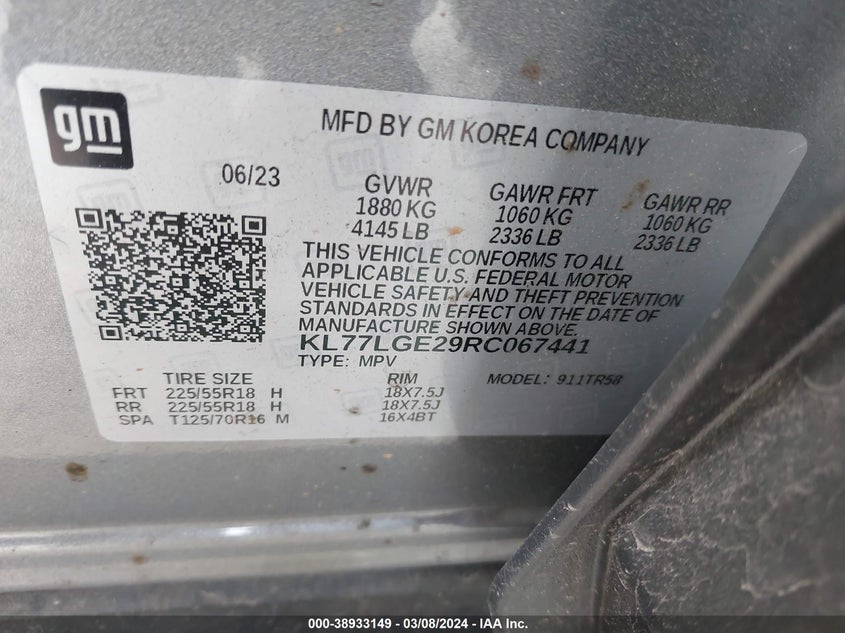 gm
MFD BY GM KOREA COMPANY
06/23
GVWR GAWR FRT GAWR RR
1880 KG 1060 KG 1060 KG
4145 LB 2336 LB 2336 LB
THIS VEHICLE CONFORMS TO ALL
APPLICABLE U.S. FEDERAL MOTOR
VEHICLE SAFETY AND THEFT PREVENTION
STANDARDS IN EFFECT ON THE DATE OF
MANUFACTURE SHOWN ABOVE.
KL77LGE29RC067441
TYPE: MPV MODEL: 911TR58
TIRE SIZE RIM
FRT 225/55R18 H 18X7.5J
RR 225/55R18 H 18X7.5J
SPA T125/70R16 M 16X4BT
000-38933149 - 03/08/2024 - IAA Inc.